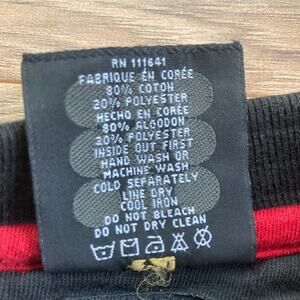 RN 111641
FABRIQUE EN CORÉE
80% COTON
20% POLYESTER
HECHO EN CORÉE
80% ALGODON
20% POLYESTER
INSIDE OUT FIRST
HAND WASH OR
MACHINE WASH
COLD SEPARATELY
LINE DRY
COOL IRON
DO NOT BLEACH
DO NOT DRY CLEAN